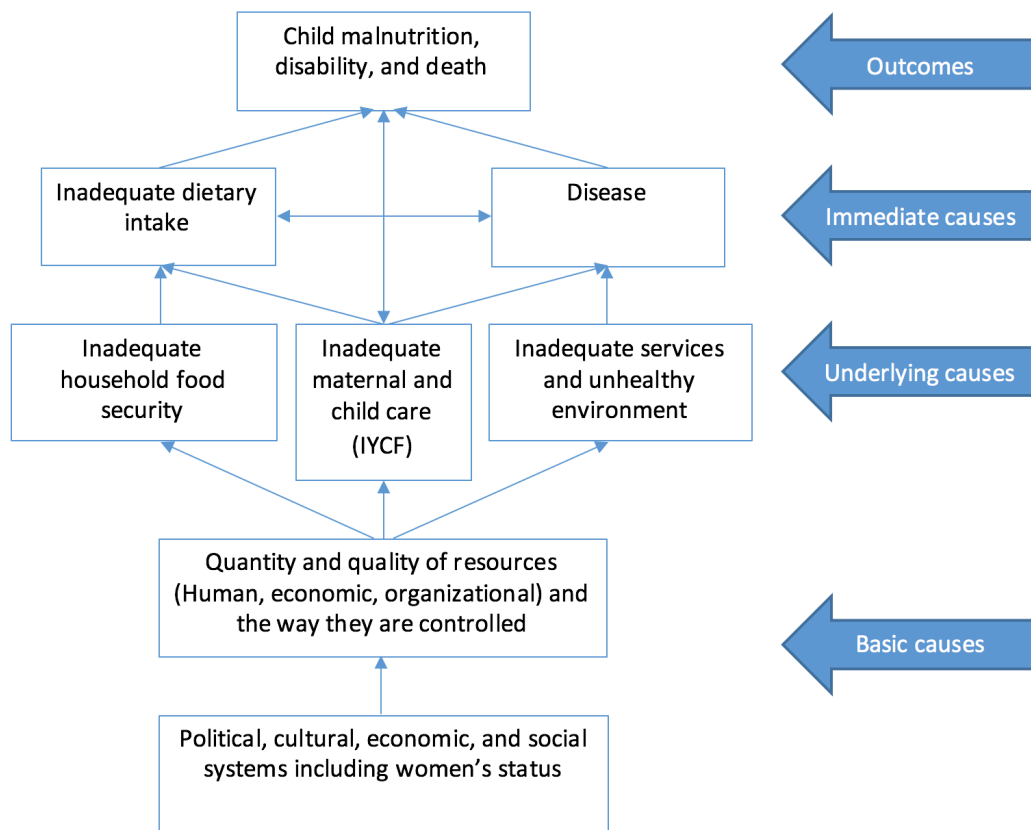 Child malnutrition,
disability, and death
Outcomes
Inadequate dietary
intake
Disease
Immediate causes
Inadequate
household food
security
Inadequate
maternal and
child care
(IYCF)
Inadequate services
and unhealthy
environment
Underlying causes
Quantity and quality of resources
(Human, economic, organizational) and
the way they are controlled
Basic causes
Political, cultural, economic, and social
systems including women’s status